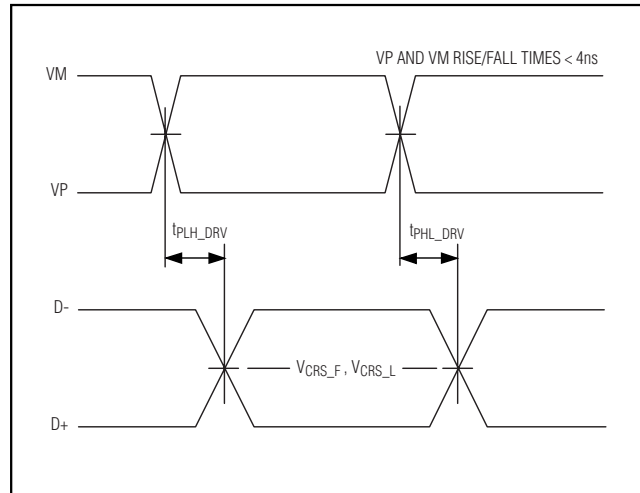 VM
VP AND VM RISE/FALL TIMES < 4ns
VP
tPLH_DRV
tPHL_DRV
D-
VCRS_F , VCRS_L
D+